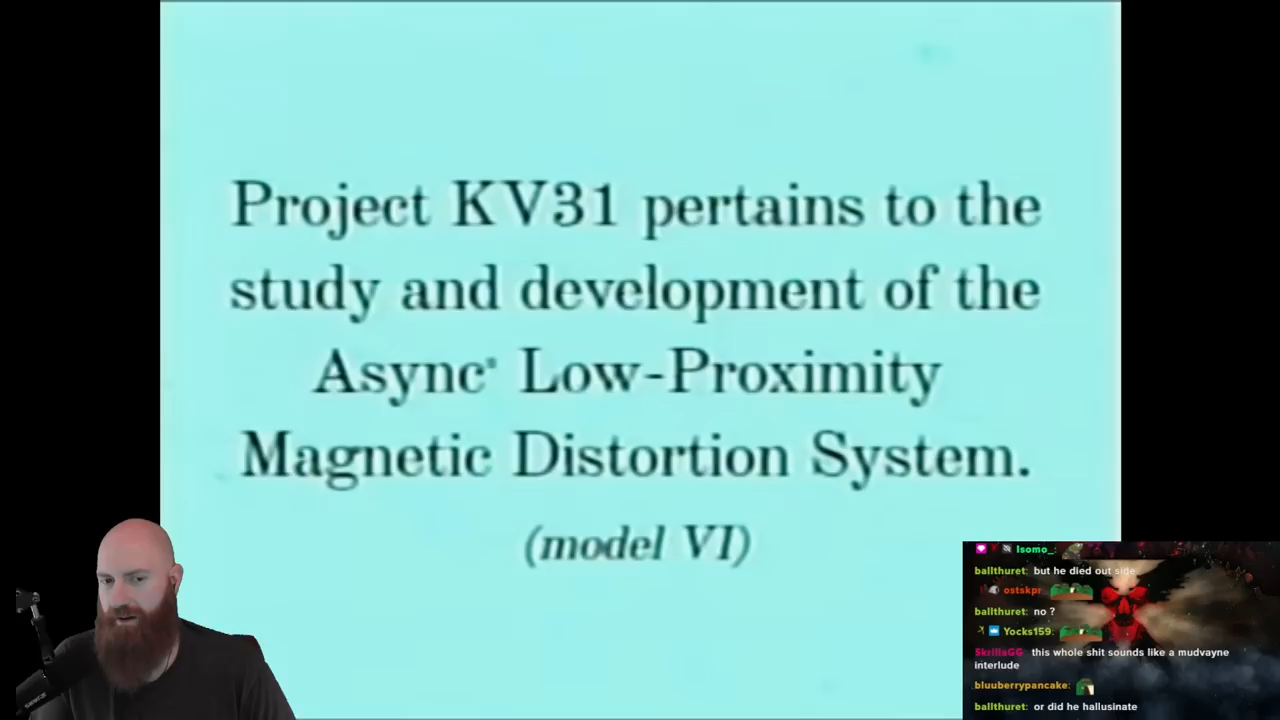 Project KV31 pertains to the
study and development of the
Async® Low-Proximity
Magnetic Distortion System.
(model VI)
Isomo_:
ballthuret: but he died out side
ostskpr
ballthuret: no ?
Yocks159:
SkrillaGG: this whole shit sounds like a mudvayne
interlude
bluuberrypancake:
ballthuret: or did he hallusinate